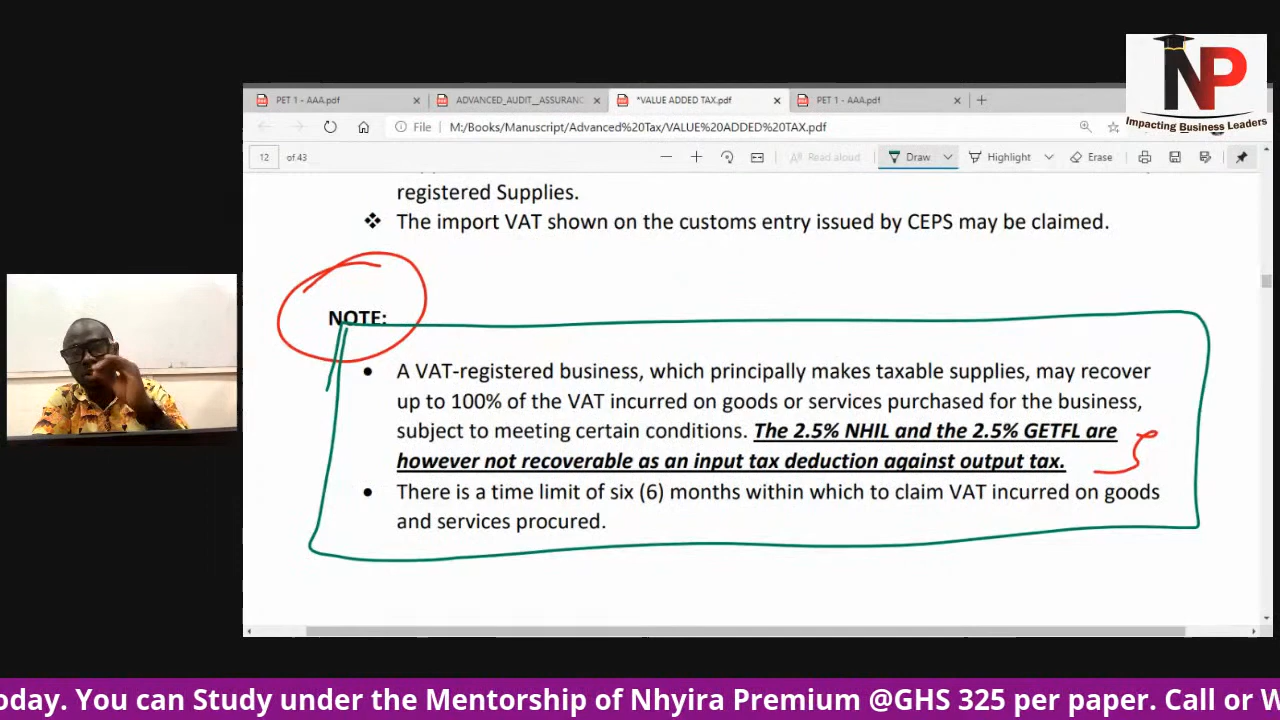 NP
Impacting Business Leaders
PET 1 - AAA.pdf
ADVANCED_AUDIT__ASSURANC
*VALUE ADDED TAX.pdf
PET 1 - AAA.pdf
File
M:/Books/Manuscript/Advanced%20Tax/VALUE%20ADDED%20TAX.pdf
12 of 43
Read aloud
Draw
Highlight
Erase
registered Supplies.
❖ The import VAT shown on the customs entry issued by CEPS may be claimed.
NOTE:
• A VAT-registered business, which principally makes taxable supplies, may recover
up to 100% of the VAT incurred on goods or services purchased for the business,
subject to meeting certain conditions. The 2.5% NHIL and the 2.5% GETFL are
however not recoverable as an input tax deduction against output tax.
• There is a time limit of six (6) months within which to claim VAT incurred on goods
and services procured.
oday. You can Study under the Mentorship of Nhyira Premium @GHS 325 per paper. Call or W